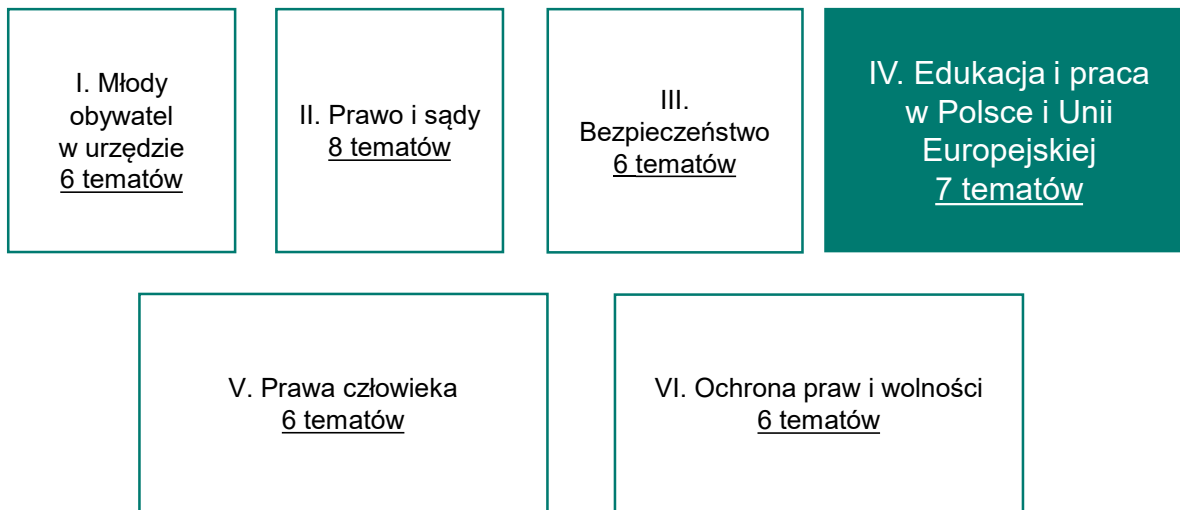 I. Młody
obywatel
w urzędzie
6 tematów
II. Prawo i sądy
8 tematów
III.
Bezpieczeństwo
6 tematów
IV. Edukacja i praca
w Polsce i Unii
Europejskiej
7 tematów
V. Prawa człowieka
6 tematów
VI. Ochrona praw i wolności
6 tematów